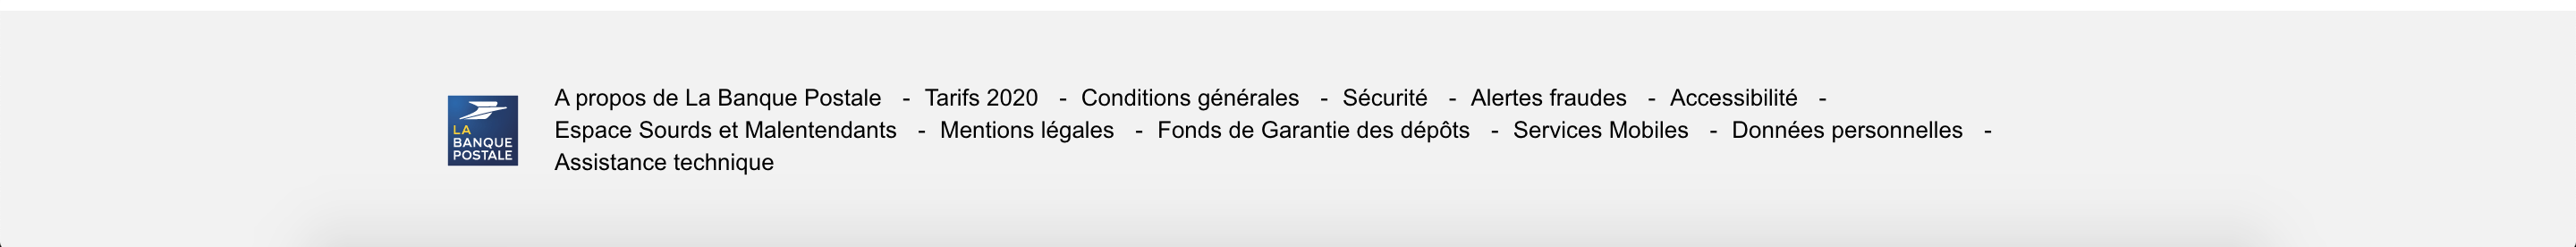 LA
BANQUE
POSTALE
A propos de La Banque Postale - Tarifs 2020 - Conditions générales - Sécurité - Alertes fraudes - Accessibilité -
Espace Sourds et Malentendants - Mentions légales - Fonds de Garantie des dépôts - Services Mobiles - Données personnelles -
Assistance technique